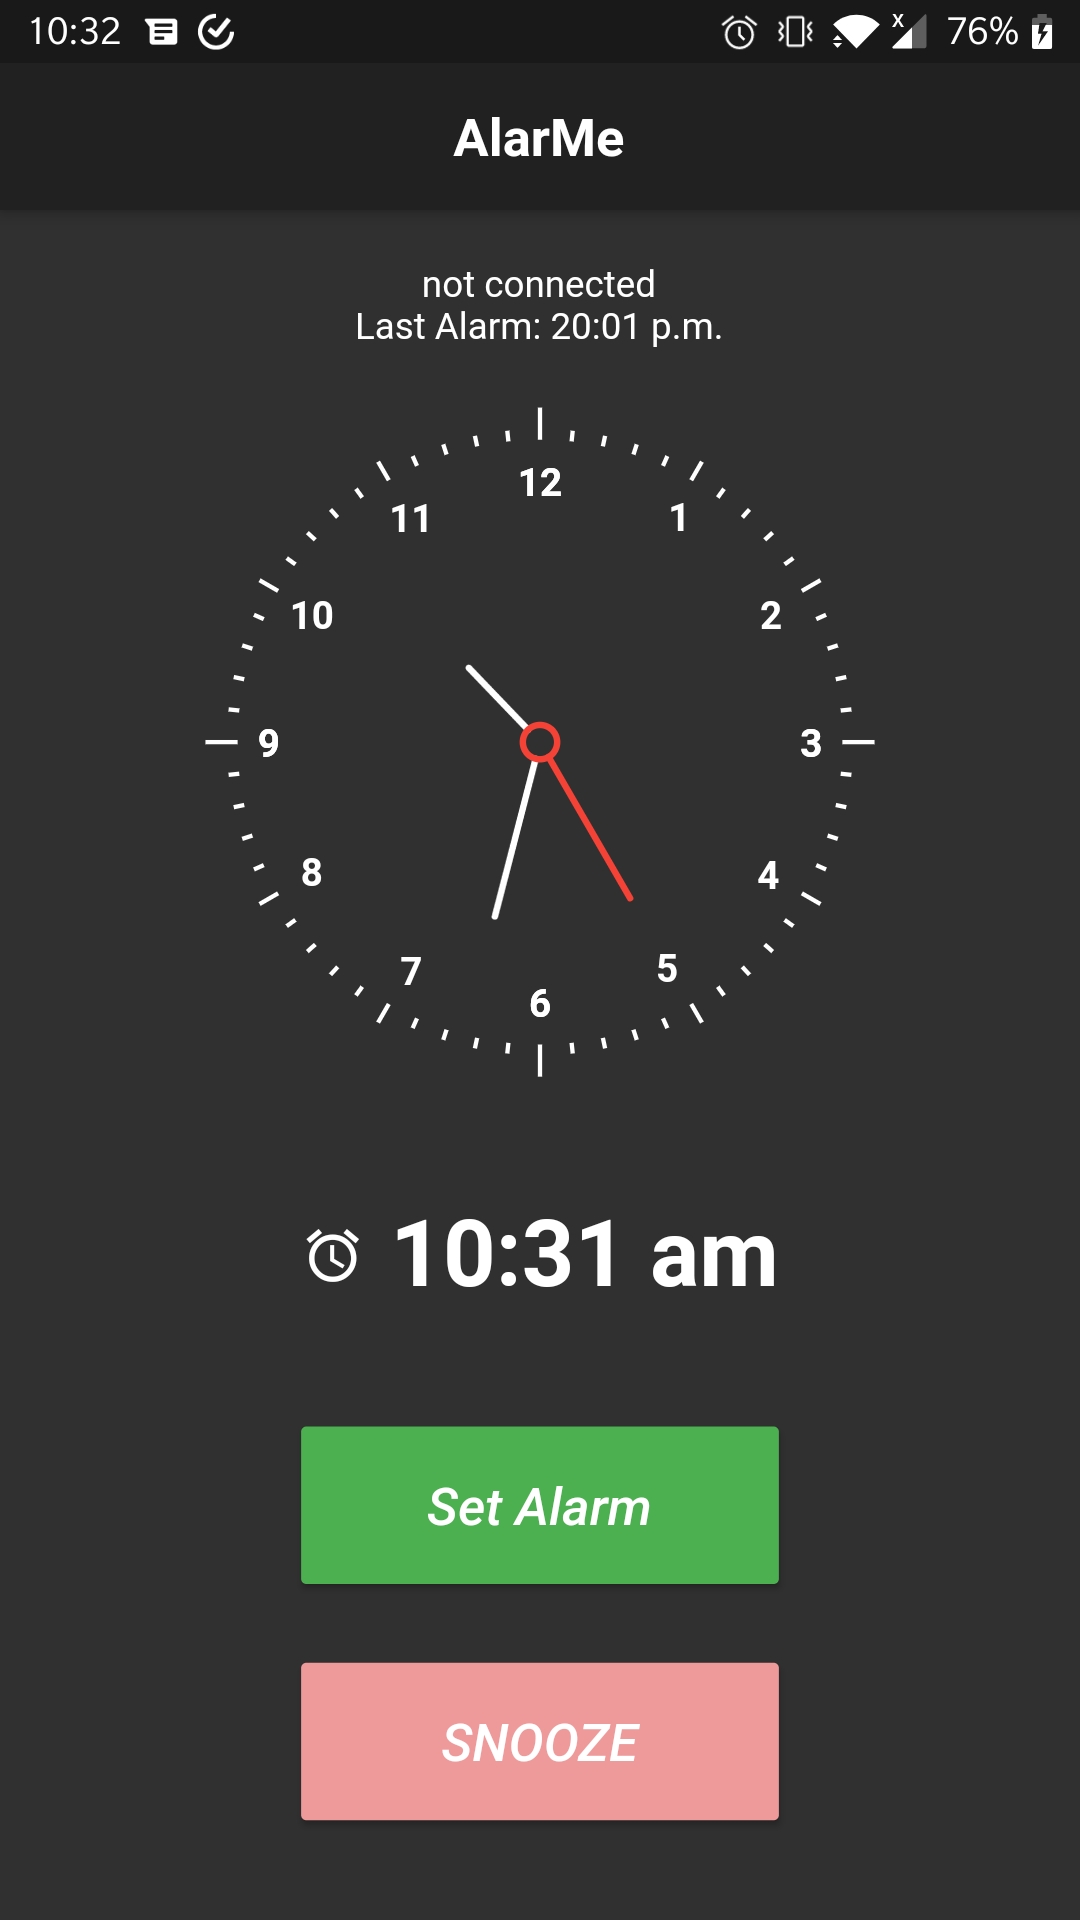 10:32 76%
AlarMe
not connected
Last Alarm: 20:01 p.m.
12
11 1
10 2
9 3
8 4
7 5
6
10:31 am
Set Alarm
SNOOZE